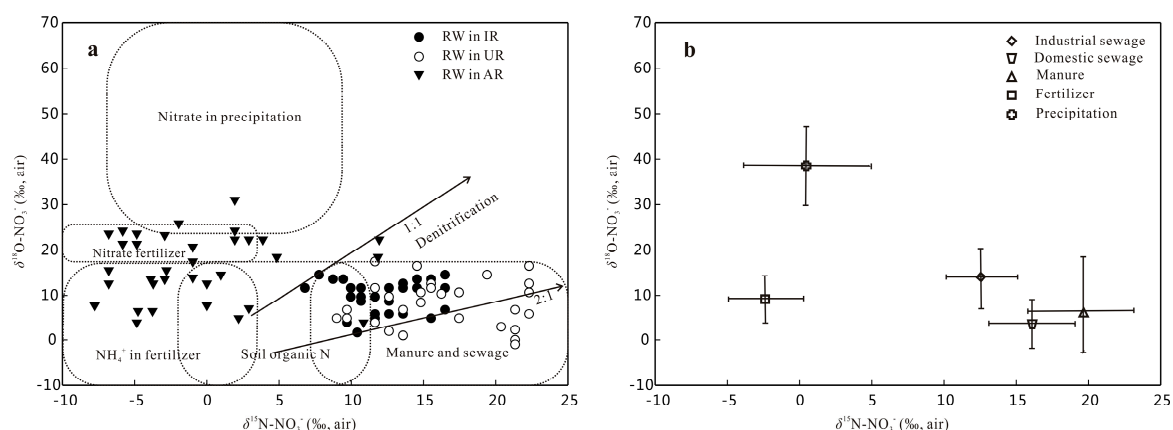 a
RW in IR
RW in UR
RW in AR
Nitrate in precipitation
1:1
Denitrification
Nitrate fertilizer
2:1
NH₄⁺ in fertilizer
Soil organic N
Manure and sewage
70
60
50
40
30
20
10
0
-10
-10
-5
0
5
10
15
20
25
δ¹⁸O-NO₃⁻ (‰, air)
δ¹⁵N-NO₃⁻ (‰, air)
b
Industrial sewage
Domestic sewage
Manure
Fertilizer
Precipitation
70
60
50
40
30
20
10
0
-10
-10
-5
0
5
10
15
20
25
δ¹⁸O-NO₃⁻ (‰, air)
δ¹⁵N-NO₃⁻ (‰, air)